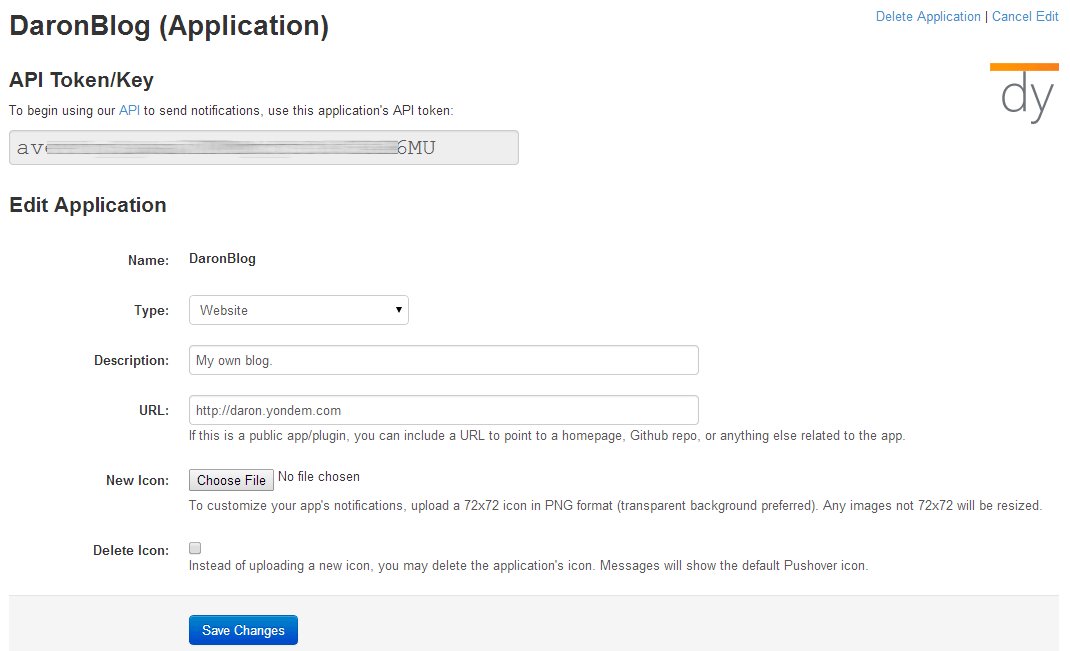 DaronBlog (Application)
Delete Application | Cancel Edit
API Token/Key
dy
To begin using our API to send notifications, use this application's API token:
6MU
Edit Application
Name: DaronBlog
Type: Website
Description: My own blog.
URL: http://daron.yondem.com
If this is a public app/plugin, you can include a URL to point to a homepage, Github repo, or anything else related to the app.
New Icon: Choose File No file chosen
To customize your app's notifications, upload a 72x72 icon in PNG format (transparent background preferred). Any images not 72x72 will be resized.
Delete Icon:
Instead of uploading a new icon, you may delete the application's icon. Messages will show the default Pushover icon.
Save Changes